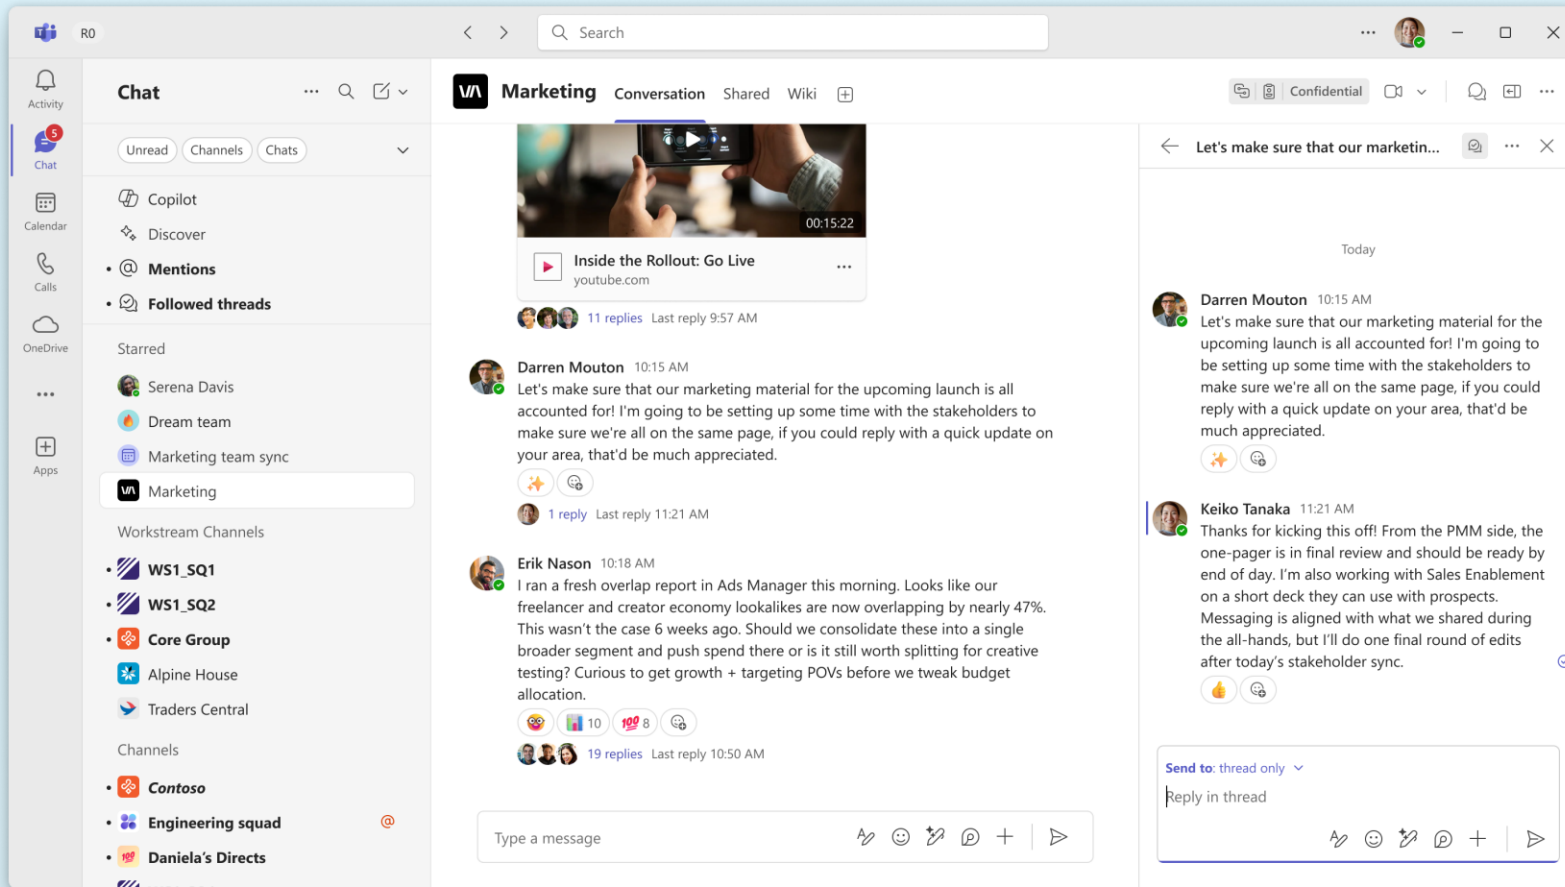 R0
Search
Activity
5
Chat
Calendar
Calls
OneDrive
Apps
Chat
Unread
Channels
Chats
Copilot
Discover
• @ Mentions
• Followed threads
Starred
Serena Davis
Dream team
Marketing team sync
Marketing
Workstream Channels
• WS1_SQ1
• WS1_SQ2
• Core Group
Alpine House
Traders Central
Channels
• Contoso
• Engineering squad @
• Daniela’s Directs
Marketing
Conversation
Shared
Wiki
Confidential
00:15:22
Inside the Rollout: Go Live
youtube.com
11 replies Last reply 9:57 AM
Darren Mouton 10:15 AM
Let's make sure that our marketing material for the upcoming launch is all
accounted for! I'm going to be setting up some time with the stakeholders to
make sure we're all on the same page, if you could reply with a quick update on
your area, that'd be much appreciated.
1 reply Last reply 11:21 AM
Erik Nason 10:18 AM
I ran a fresh overlap report in Ads Manager this morning. Looks like our
freelancer and creator economy lookalikes are now overlapping by nearly 47%.
This wasn’t the case 6 weeks ago. Should we consolidate these into a single
broader segment and push spend there or is it still worth splitting for creative
testing? Curious to get growth + targeting POVs before we tweak budget
allocation.
10
100 8
19 replies Last reply 10:50 AM
Type a message
Let's make sure that our marketin...
Today
Darren Mouton 10:15 AM
Let's make sure that our marketing material for the
upcoming launch is all accounted for! I'm going to
be setting up some time with the stakeholders to
make sure we're all on the same page, if you could
reply with a quick update on your area, that'd be
much appreciated.
Keiko Tanaka 11:21 AM
Thanks for kicking this off! From the PMM side, the
one-pager is in final review and should be ready by
end of day. I’m also working with Sales Enablement
on a short deck they can use with prospects.
Messaging is aligned with what we shared during
the all-hands, but I’ll do one final round of edits
after today’s stakeholder sync.
Send to: thread only
Reply in thread